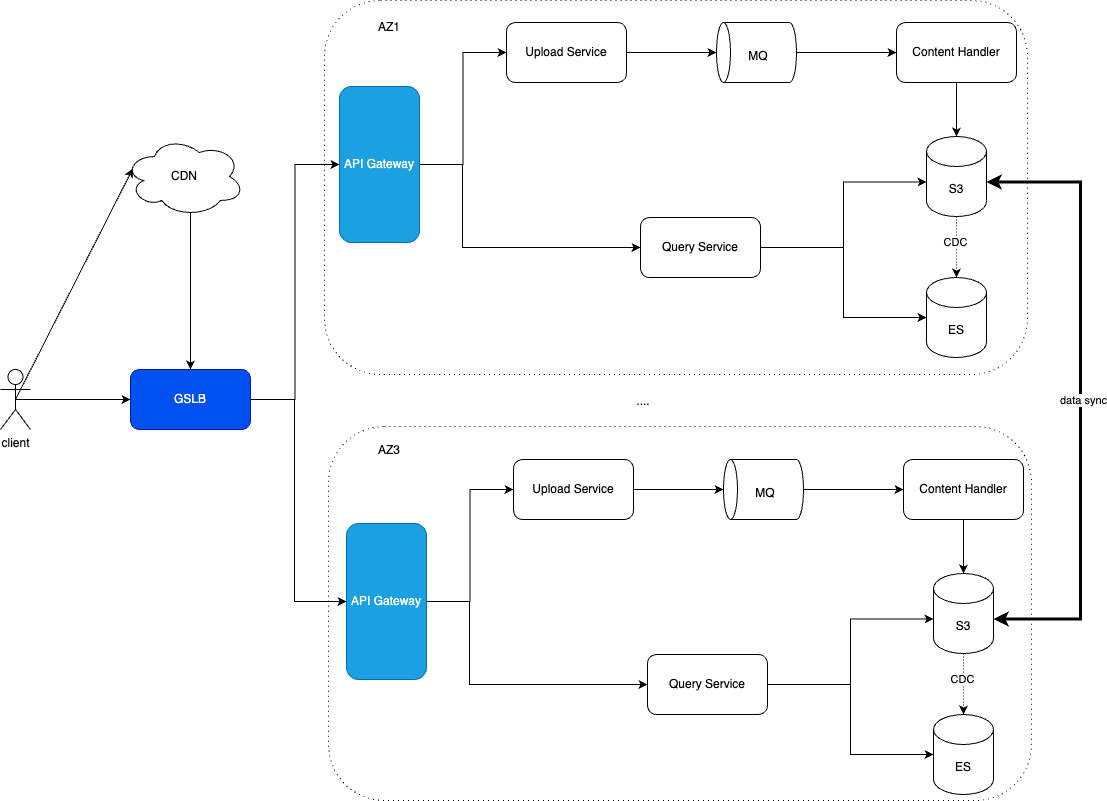 AZ1
Upload Service
MQ
Content Handler
API Gateway
CDN
S3
Query Service
CDC
ES
client
GSLB
....
data sync
AZ3
Upload Service
MQ
Content Handler
API Gateway
S3
Query Service
CDC
ES